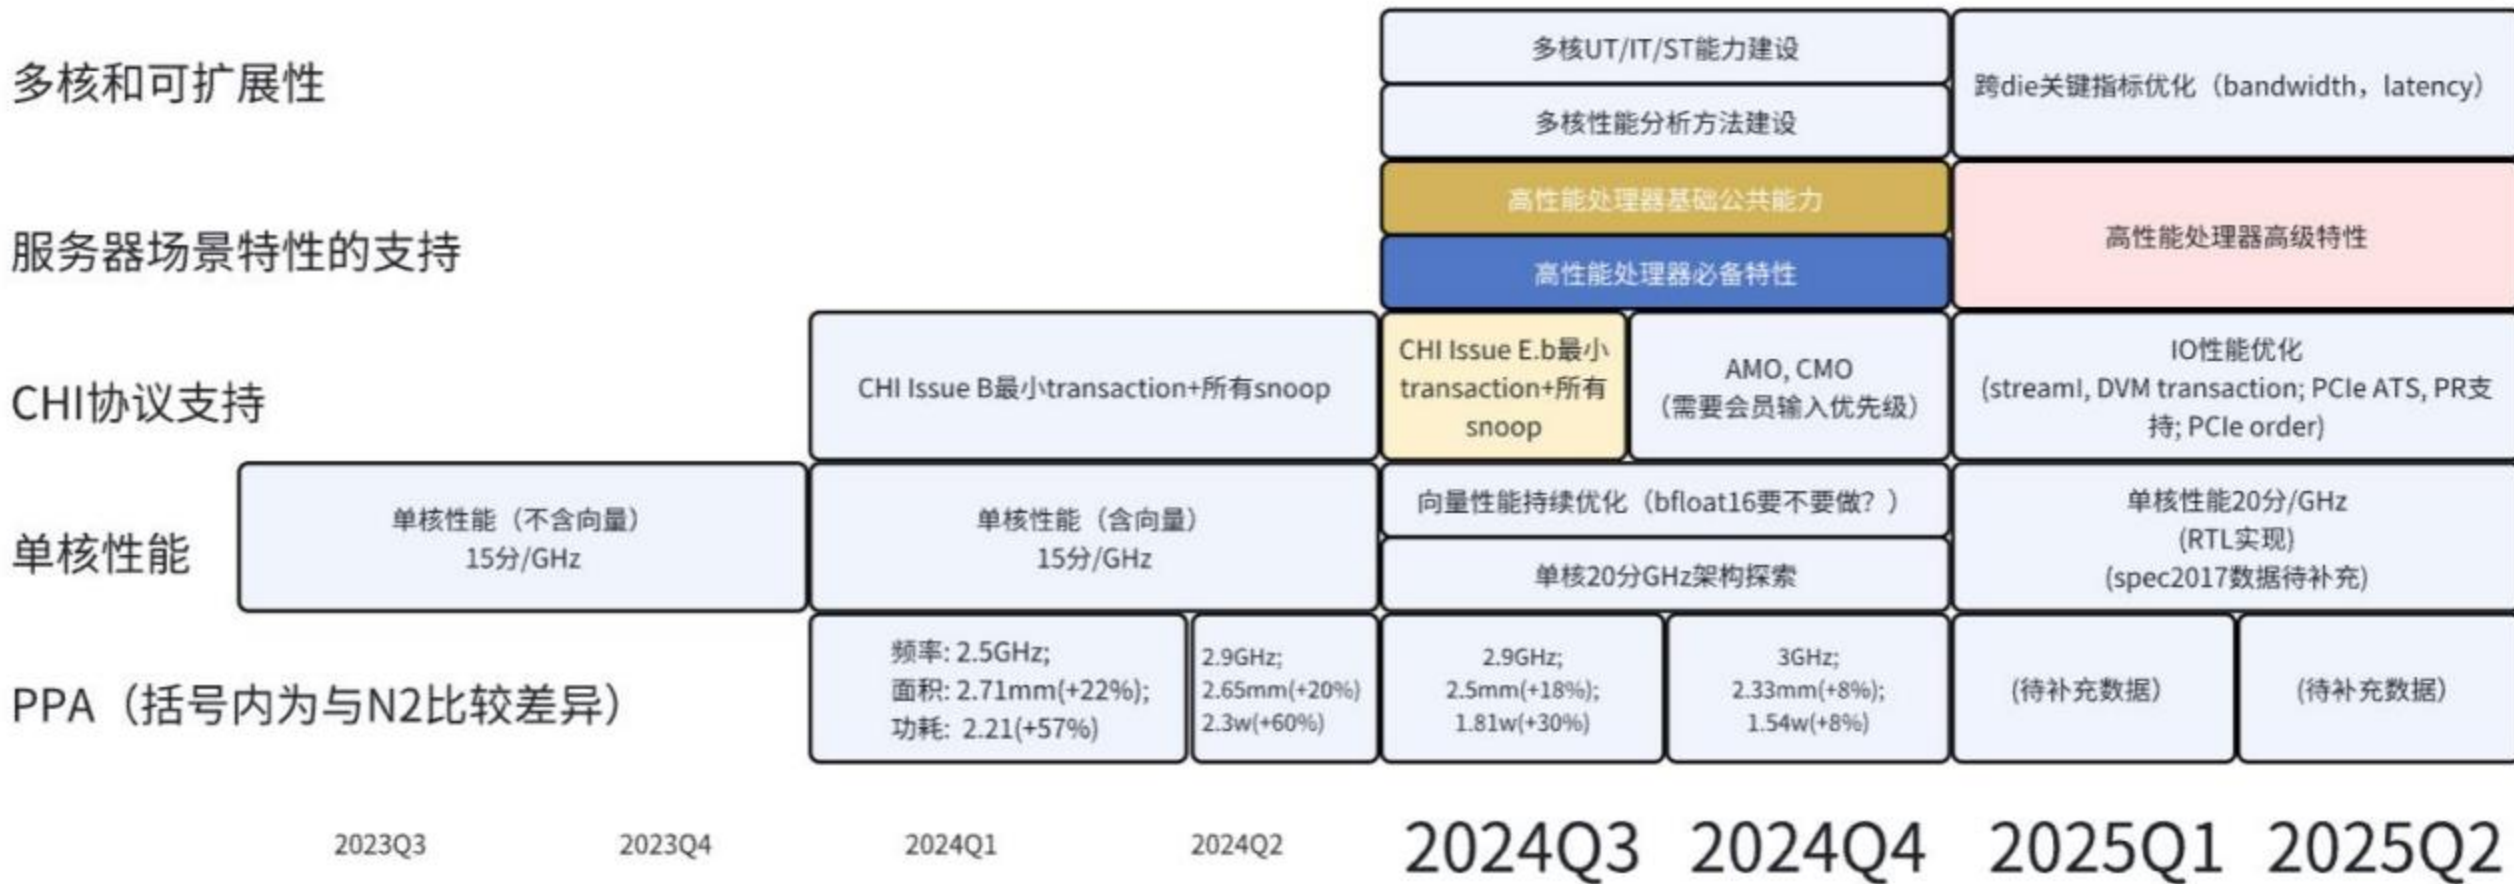 多核和可扩展性
多核UT/IT/ST能力建设
多核性能分析方法建设
跨die关键指标优化（bandwidth，latency）
服务器场景特性的支持
高性能处理器基础公共能力
高性能处理器必备特性
高性能处理器高级特性
CHI协议支持
CHI Issue B最小transaction+所有snoop
CHI Issue E.b最小
transaction+所有
snoop
AMO, CMO
（需要会员输入优先级）
IO性能优化
(streamI, DVM transaction; PCIe ATS, PR支
持; PCIe order)
单核性能
单核性能（不含向量）
15分/GHz
单核性能（含向量）
15分/GHz
向量性能持续优化（bfloat16要不要做？）
单核20分GHz架构探索
单核性能20分/GHz
(RTL实现)
(spec2017数据待补充)
PPA（括号内为与N2比较差异）
频率: 2.5GHz;
面积: 2.71mm(+22%);
功耗: 2.21(+57%)
2.9GHz;
2.65mm(+20%)
2.3w(+60%)
2.9GHz;
2.5mm(+18%);
1.81w(+30%)
3GHz;
2.33mm(+8%);
1.54w(+8%)
(待补充数据）
(待补充数据）
2023Q3
2023Q4
2024Q1
2024Q2
2024Q3
2024Q4
2025Q1
2025Q2